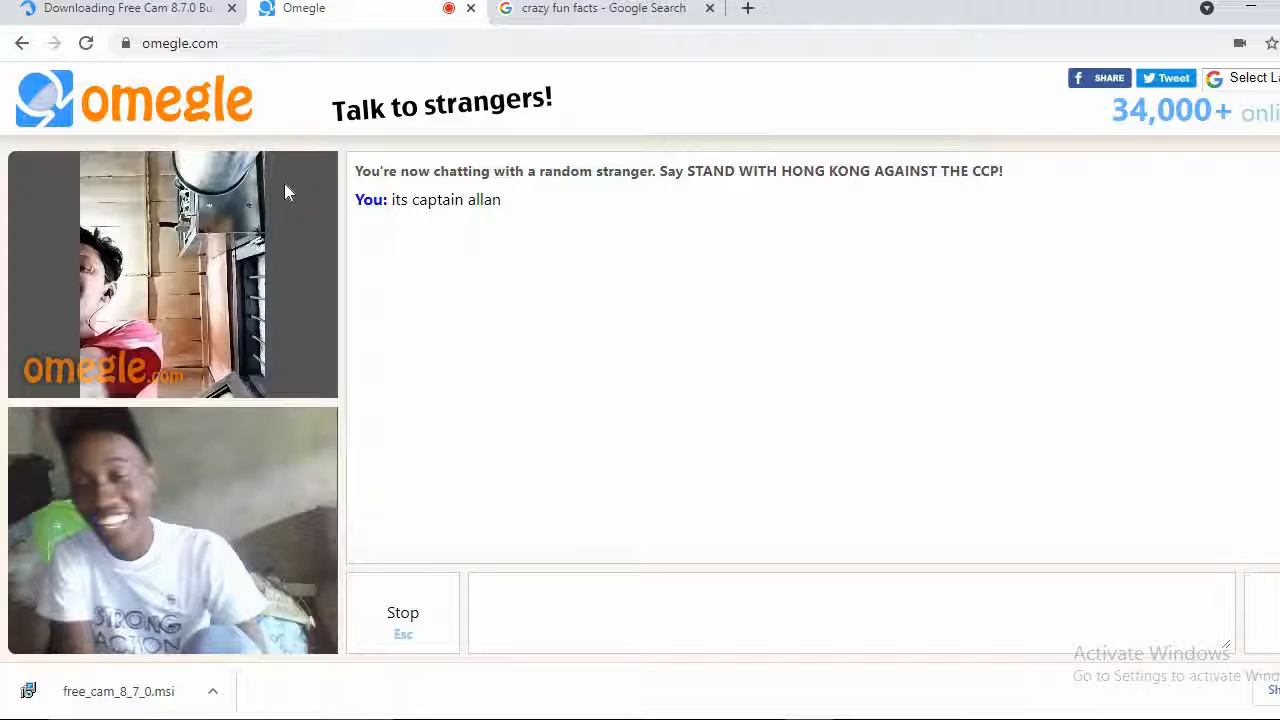 Downloading Free Cam 8.7.0 Bu
Omegle
crazy fun facts - Google Search
omegle.com
omegle
Talk to strangers!
SHARE
Tweet
Select La
34,000+ onli
You're now chatting with a random stranger. Say STAND WITH HONG KONG AGAINST THE CCP!
You: its captain allan
omegle.com
STRONG
ACTION
Stop
Esc
Activate Windows
Go to Settings to activate Wind
free_cam_8_7_0.msi
Sh